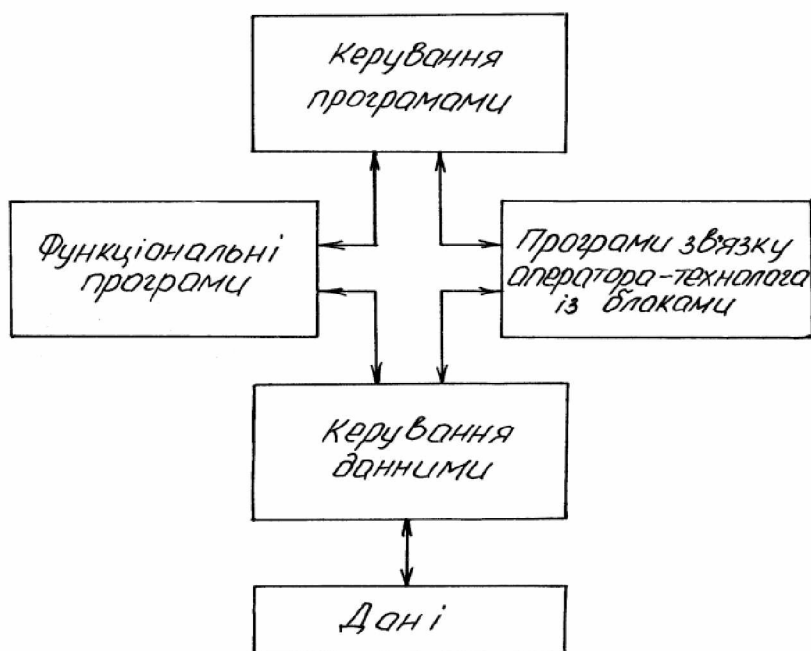 Керування
програмами
Функціональні
програми
Програми зв'язку
оператора-технолога
із блоками
Керування
данними
Дані